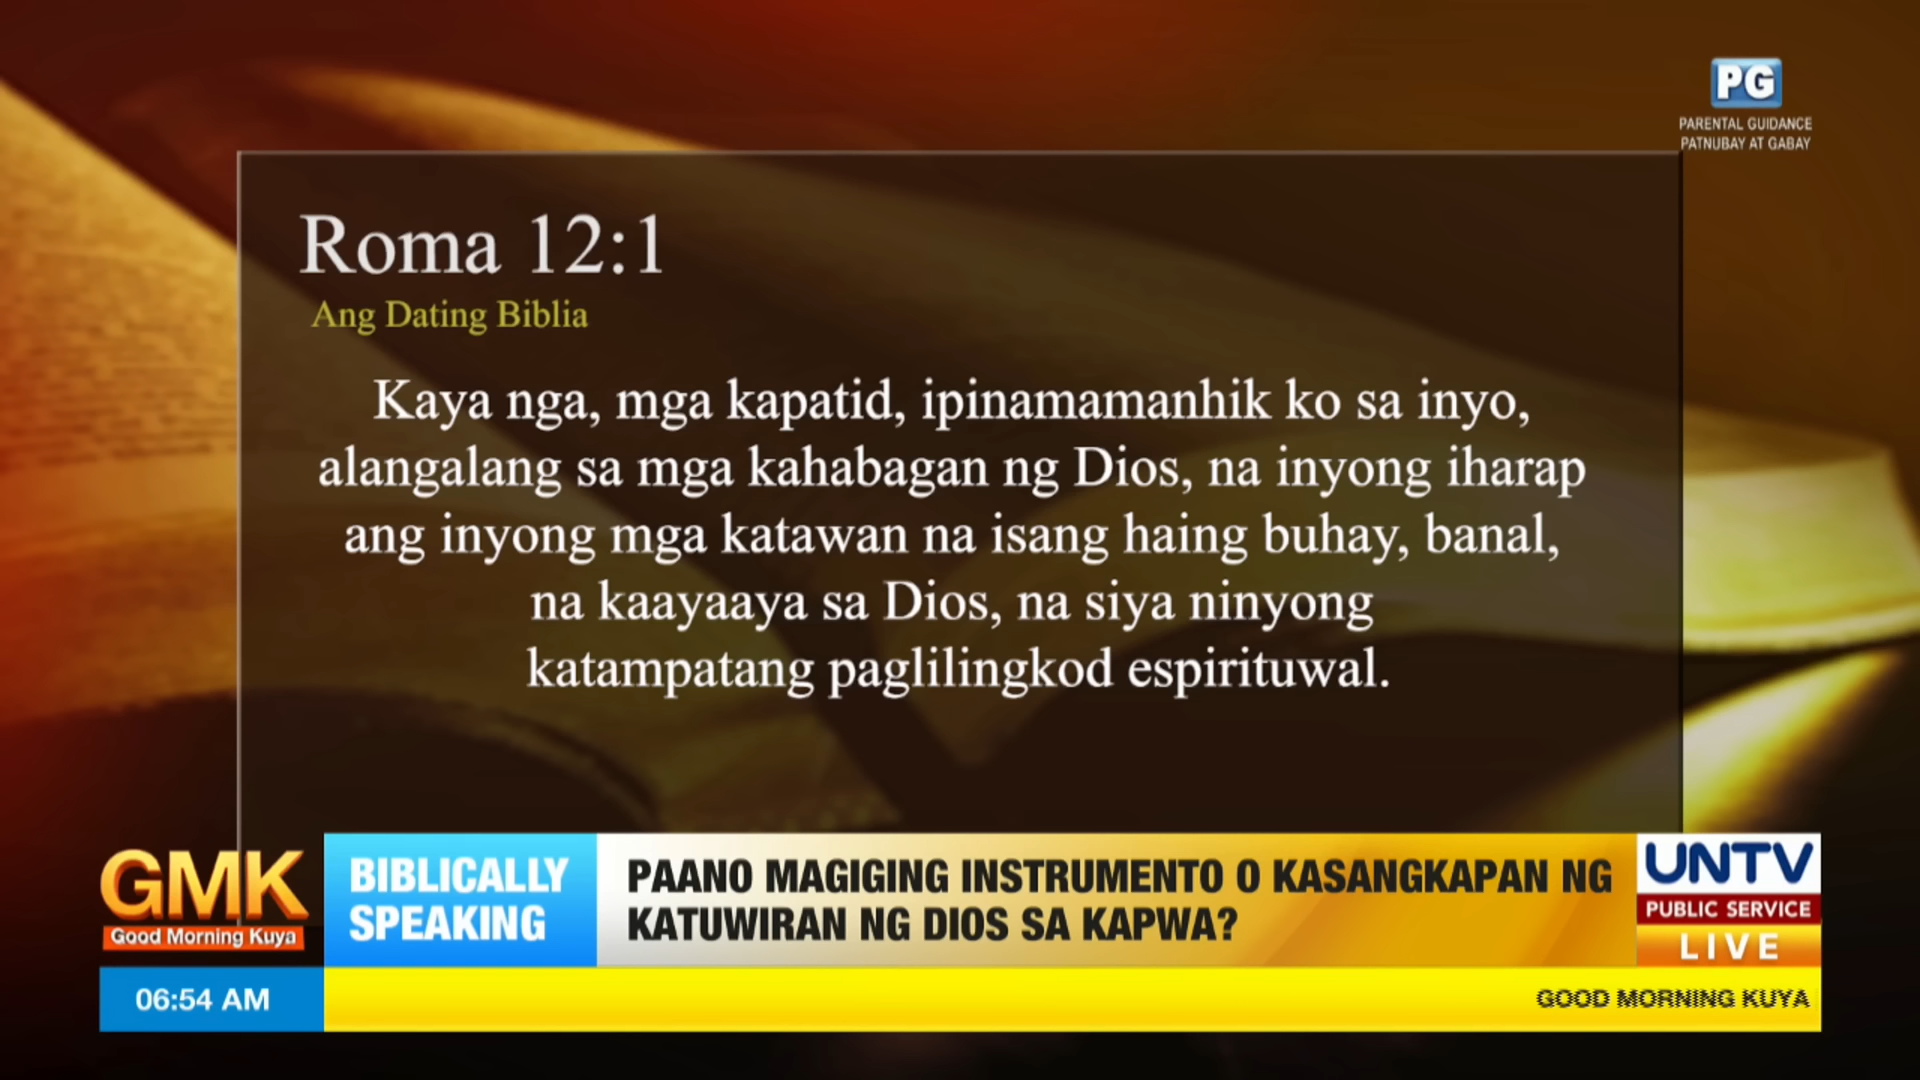 PG
PARENTAL GUIDANCE
PATNUBAY AT GABAY
Roma 12:1
Ang Dating Biblia
Kaya nga, mga kapatid, ipinamamanhik ko sa inyo,
alangalang sa mga kahabagan ng Dios, na inyong iharap
ang inyong mga katawan na isang haing buhay, banal,
na kaayaaya sa Dios, na siya ninyong
katampatang paglilingkod espirituwal.
GMK
Good Morning Kuya
BIBLICALLY
SPEAKING
PAANO MAGIGING INSTRUMENTO O KASANGKAPAN NG
KATUWIRAN NG DIOS SA KAPWA?
UNTV
PUBLIC SERVICE
LIVE
06:54 AM
GOOD MORNING KUYA